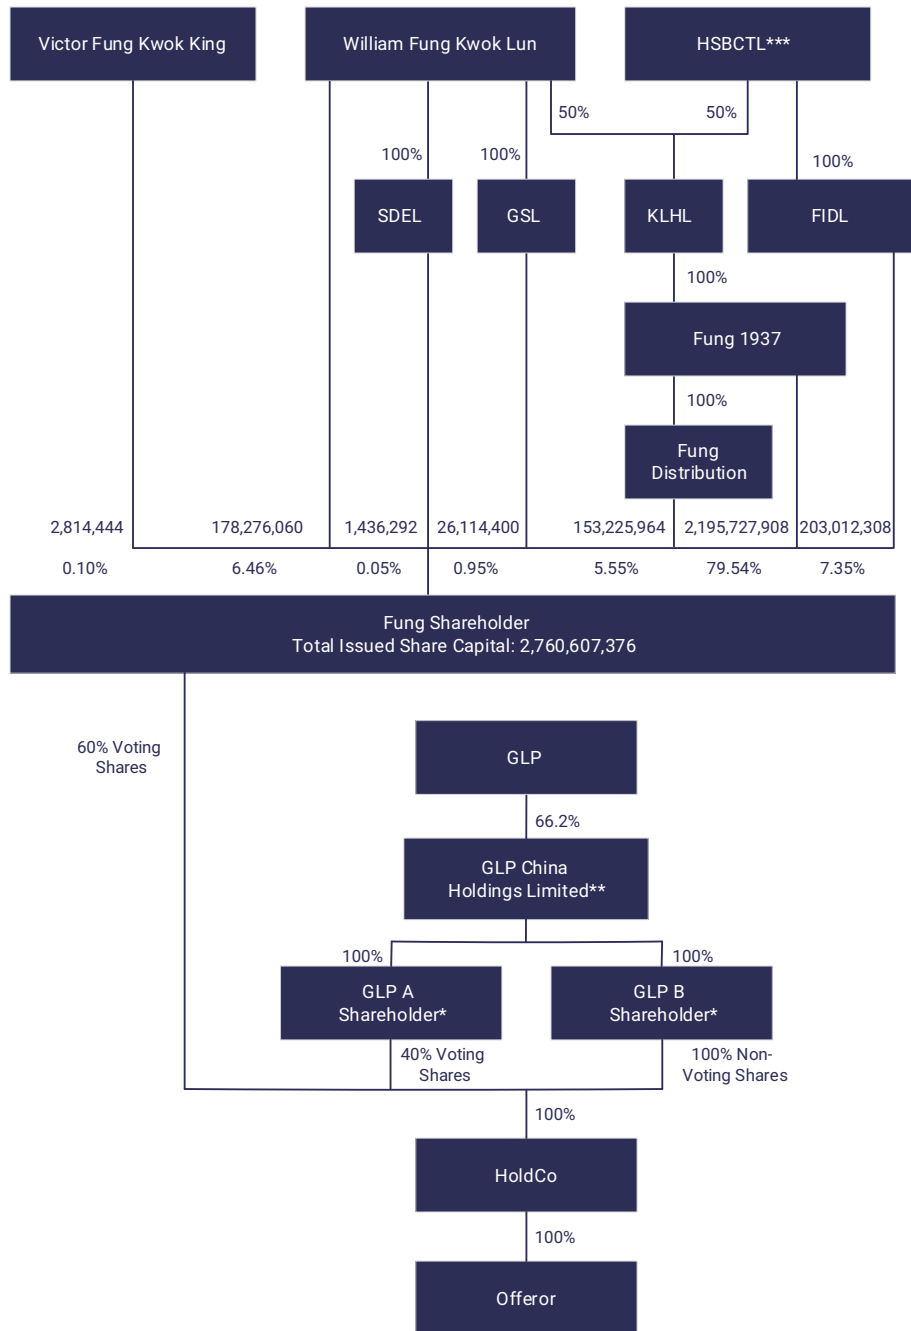 Victor Fung Kwok King
William Fung Kwok Lun
HSBCTL***
50%
50%
100%
100%
100%
SDEL
GSL
KLHL
FIDL
100%
Fung 1937
100%
Fung
Distribution
2,814,444
178,276,060
1,436,292
26,114,400
153,225,964
2,195,727,908
203,012,308
0.10%
6.46%
0.05%
0.95%
5.55%
79.54%
7.35%
Fung Shareholder
Total Issued Share Capital: 2,760,607,376
60% Voting
Shares
GLP
66.2%
GLP China
Holdings Limited**
100%
100%
GLP A
Shareholder*
GLP B
Shareholder*
40% Voting
Shares
100% Non-
Voting Shares
100%
HoldCo
100%
Offeror